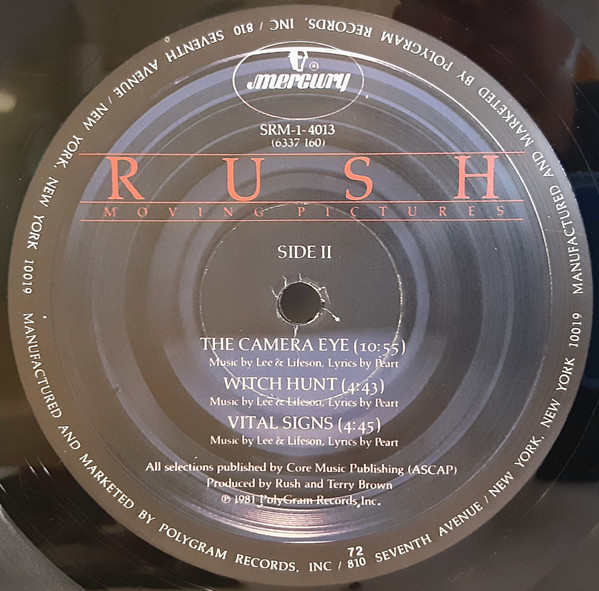 mercury
®
SRM-1-4013
(6337 160)
RUSH
MOVING PICTURES
SIDE II
THE CAMERA EYE (10:55)
Music by Lee & Lifeson, Lyrics by Peart
WITCH HUNT (4:43)
Music by Lee & Lifeson, Lyrics by Peart
VITAL SIGNS (4:45)
Music by Lee & Lifeson, Lyrics by Peart
All selections published by Core Music Publishing (ASCAP)
Produced by Rush and Terry Brown
℗ 1981 PolyGram Records, Inc.
72
MANUFACTURED AND MARKETED BY POLYGRAM RECORDS, INC / 810 SEVENTH AVENUE / NEW YORK, NEW YORK 10019
MANUFACTURED AND MARKETED BY POLYGRAM RECORDS, INC / 810 SEVENTH AVENUE / NEW YORK, NEW YORK 10019